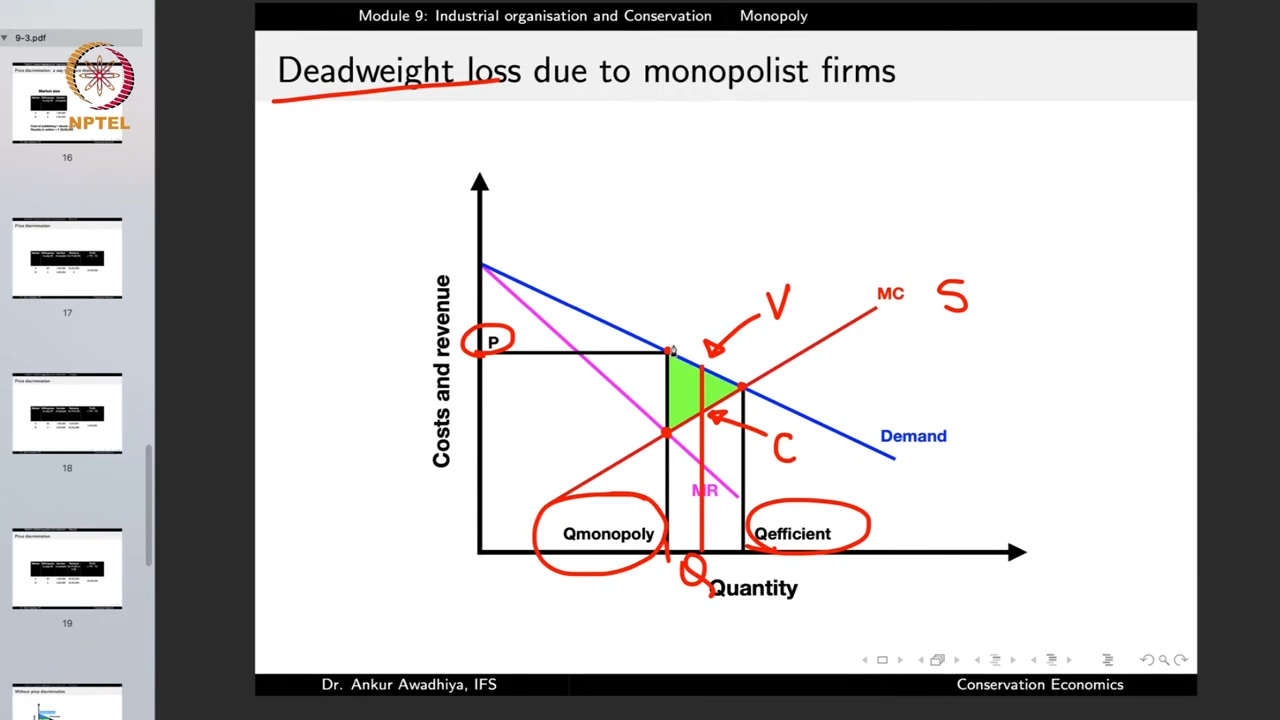 Module 9: Industrial organisation and Conservation Monopoly
9-3.pdf
NPTEL
16
17
18
19
Deadweight loss due to monopolist firms
Costs and revenue
P
V
MC S
C
Demand
MR
Qmonopoly
Qefficient
Q
Quantity
Dr. Ankur Awadhiya, IFS
Conservation Economics